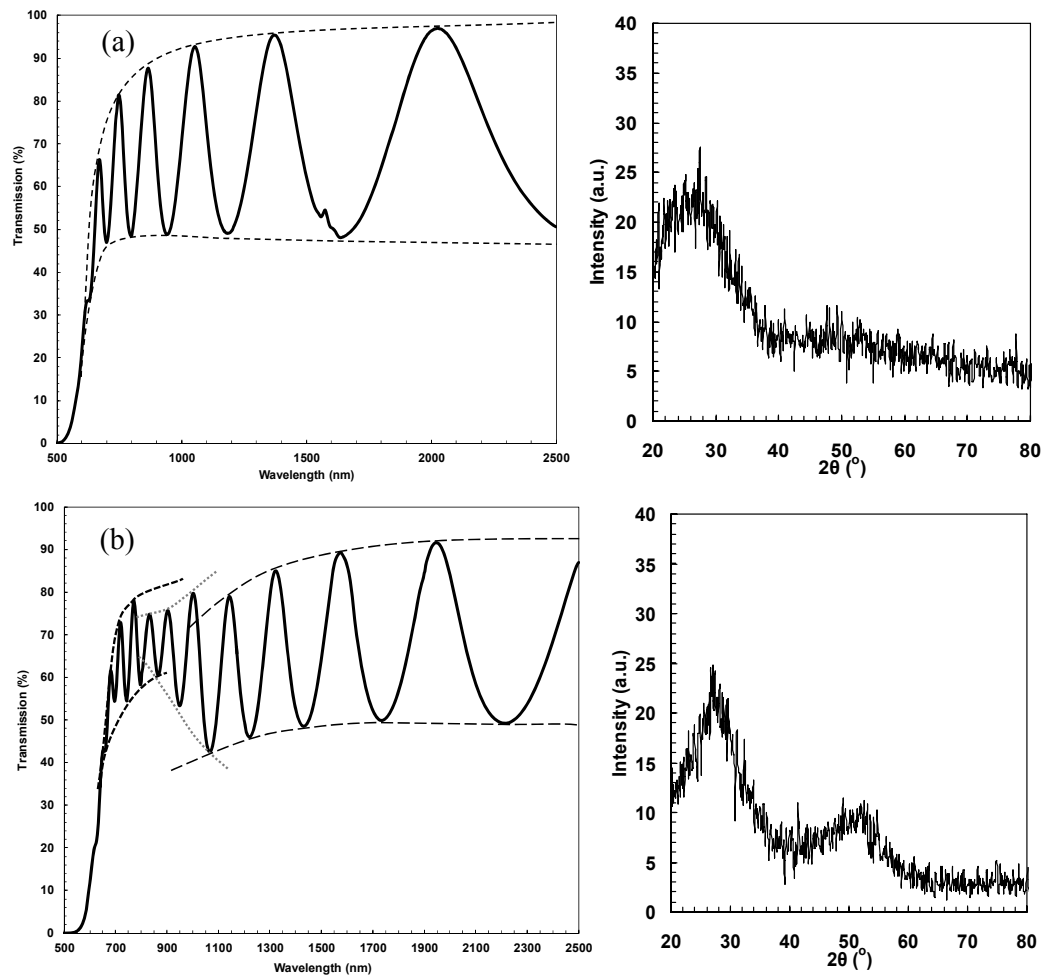 (a)
Transmission (%)
100
90
80
70
60
50
40
30
20
10
0
500 1000 1500 2000 2500
Wavelength (nm)
Intensity (a.u.)
40
35
30
25
20
15
10
5
0
20 30 40 50 60 70 80
2θ (°)
(b)
Transmission (%)
100
90
80
70
60
50
40
30
20
10
0
500 700 900 1100 1300 1500 1700 1900 2100 2300 2500
Wavelength (nm)
Intensity (a.u.)
40
35
30
25
20
15
10
5
0
20 30 40 50 60 70 80
2θ (°)